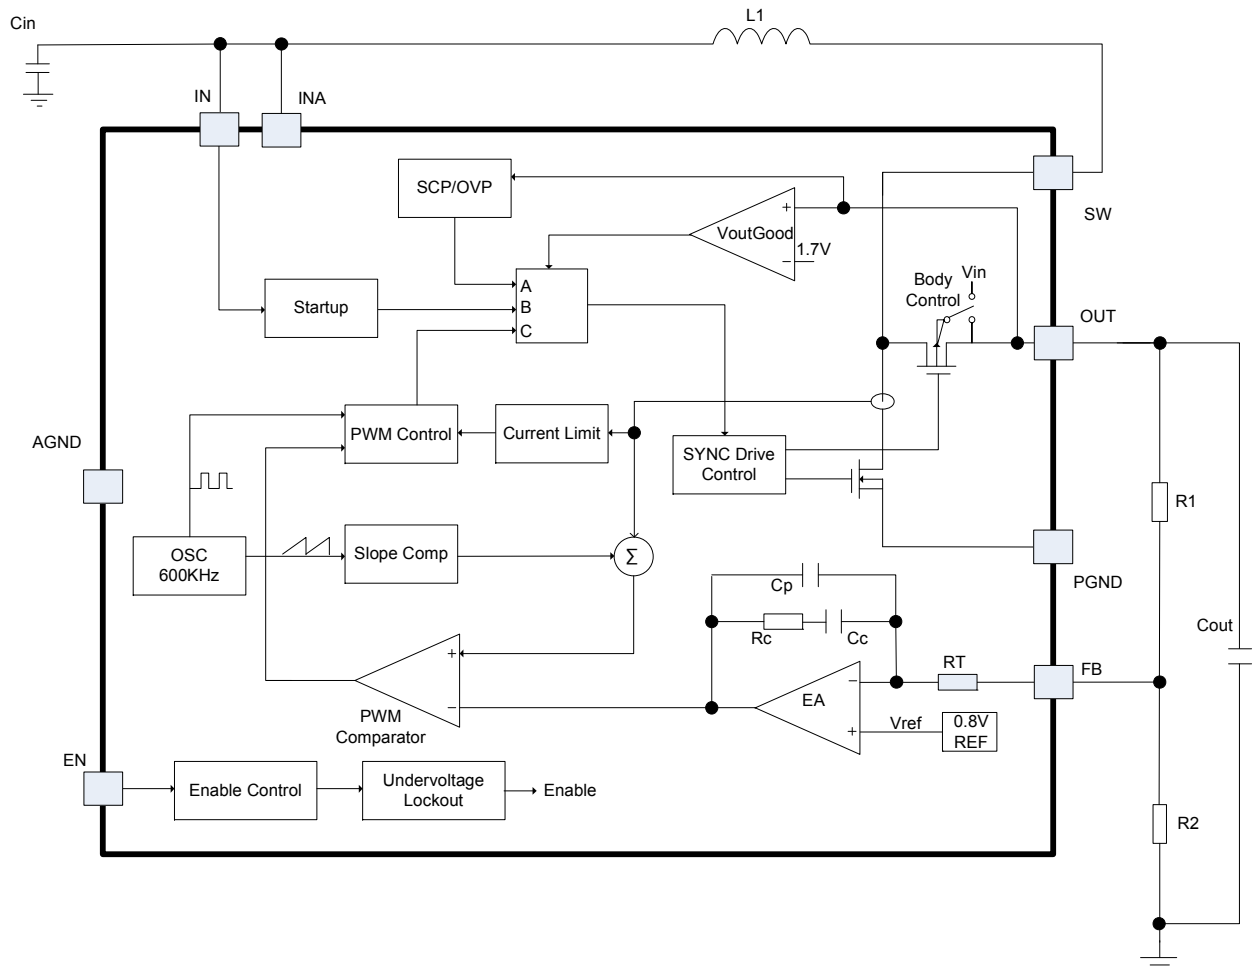 Cin
L1
IN
INA
SCP/OVP
VoutGood
+
−
1.7V
SW
Body
Control
Vin
OUT
Startup
A
B
C
AGND
PWM Control
Current Limit
SYNC Drive
Control
R1
OSC
600KHz
Slope Comp
Σ
PGND
Cp
Rc
Cc
Cout
RT
FB
+
−
PWM
Comparator
EA
−
+
Vref
0.8V
REF
EN
Enable Control
Undervoltage
Lockout
Enable
R2